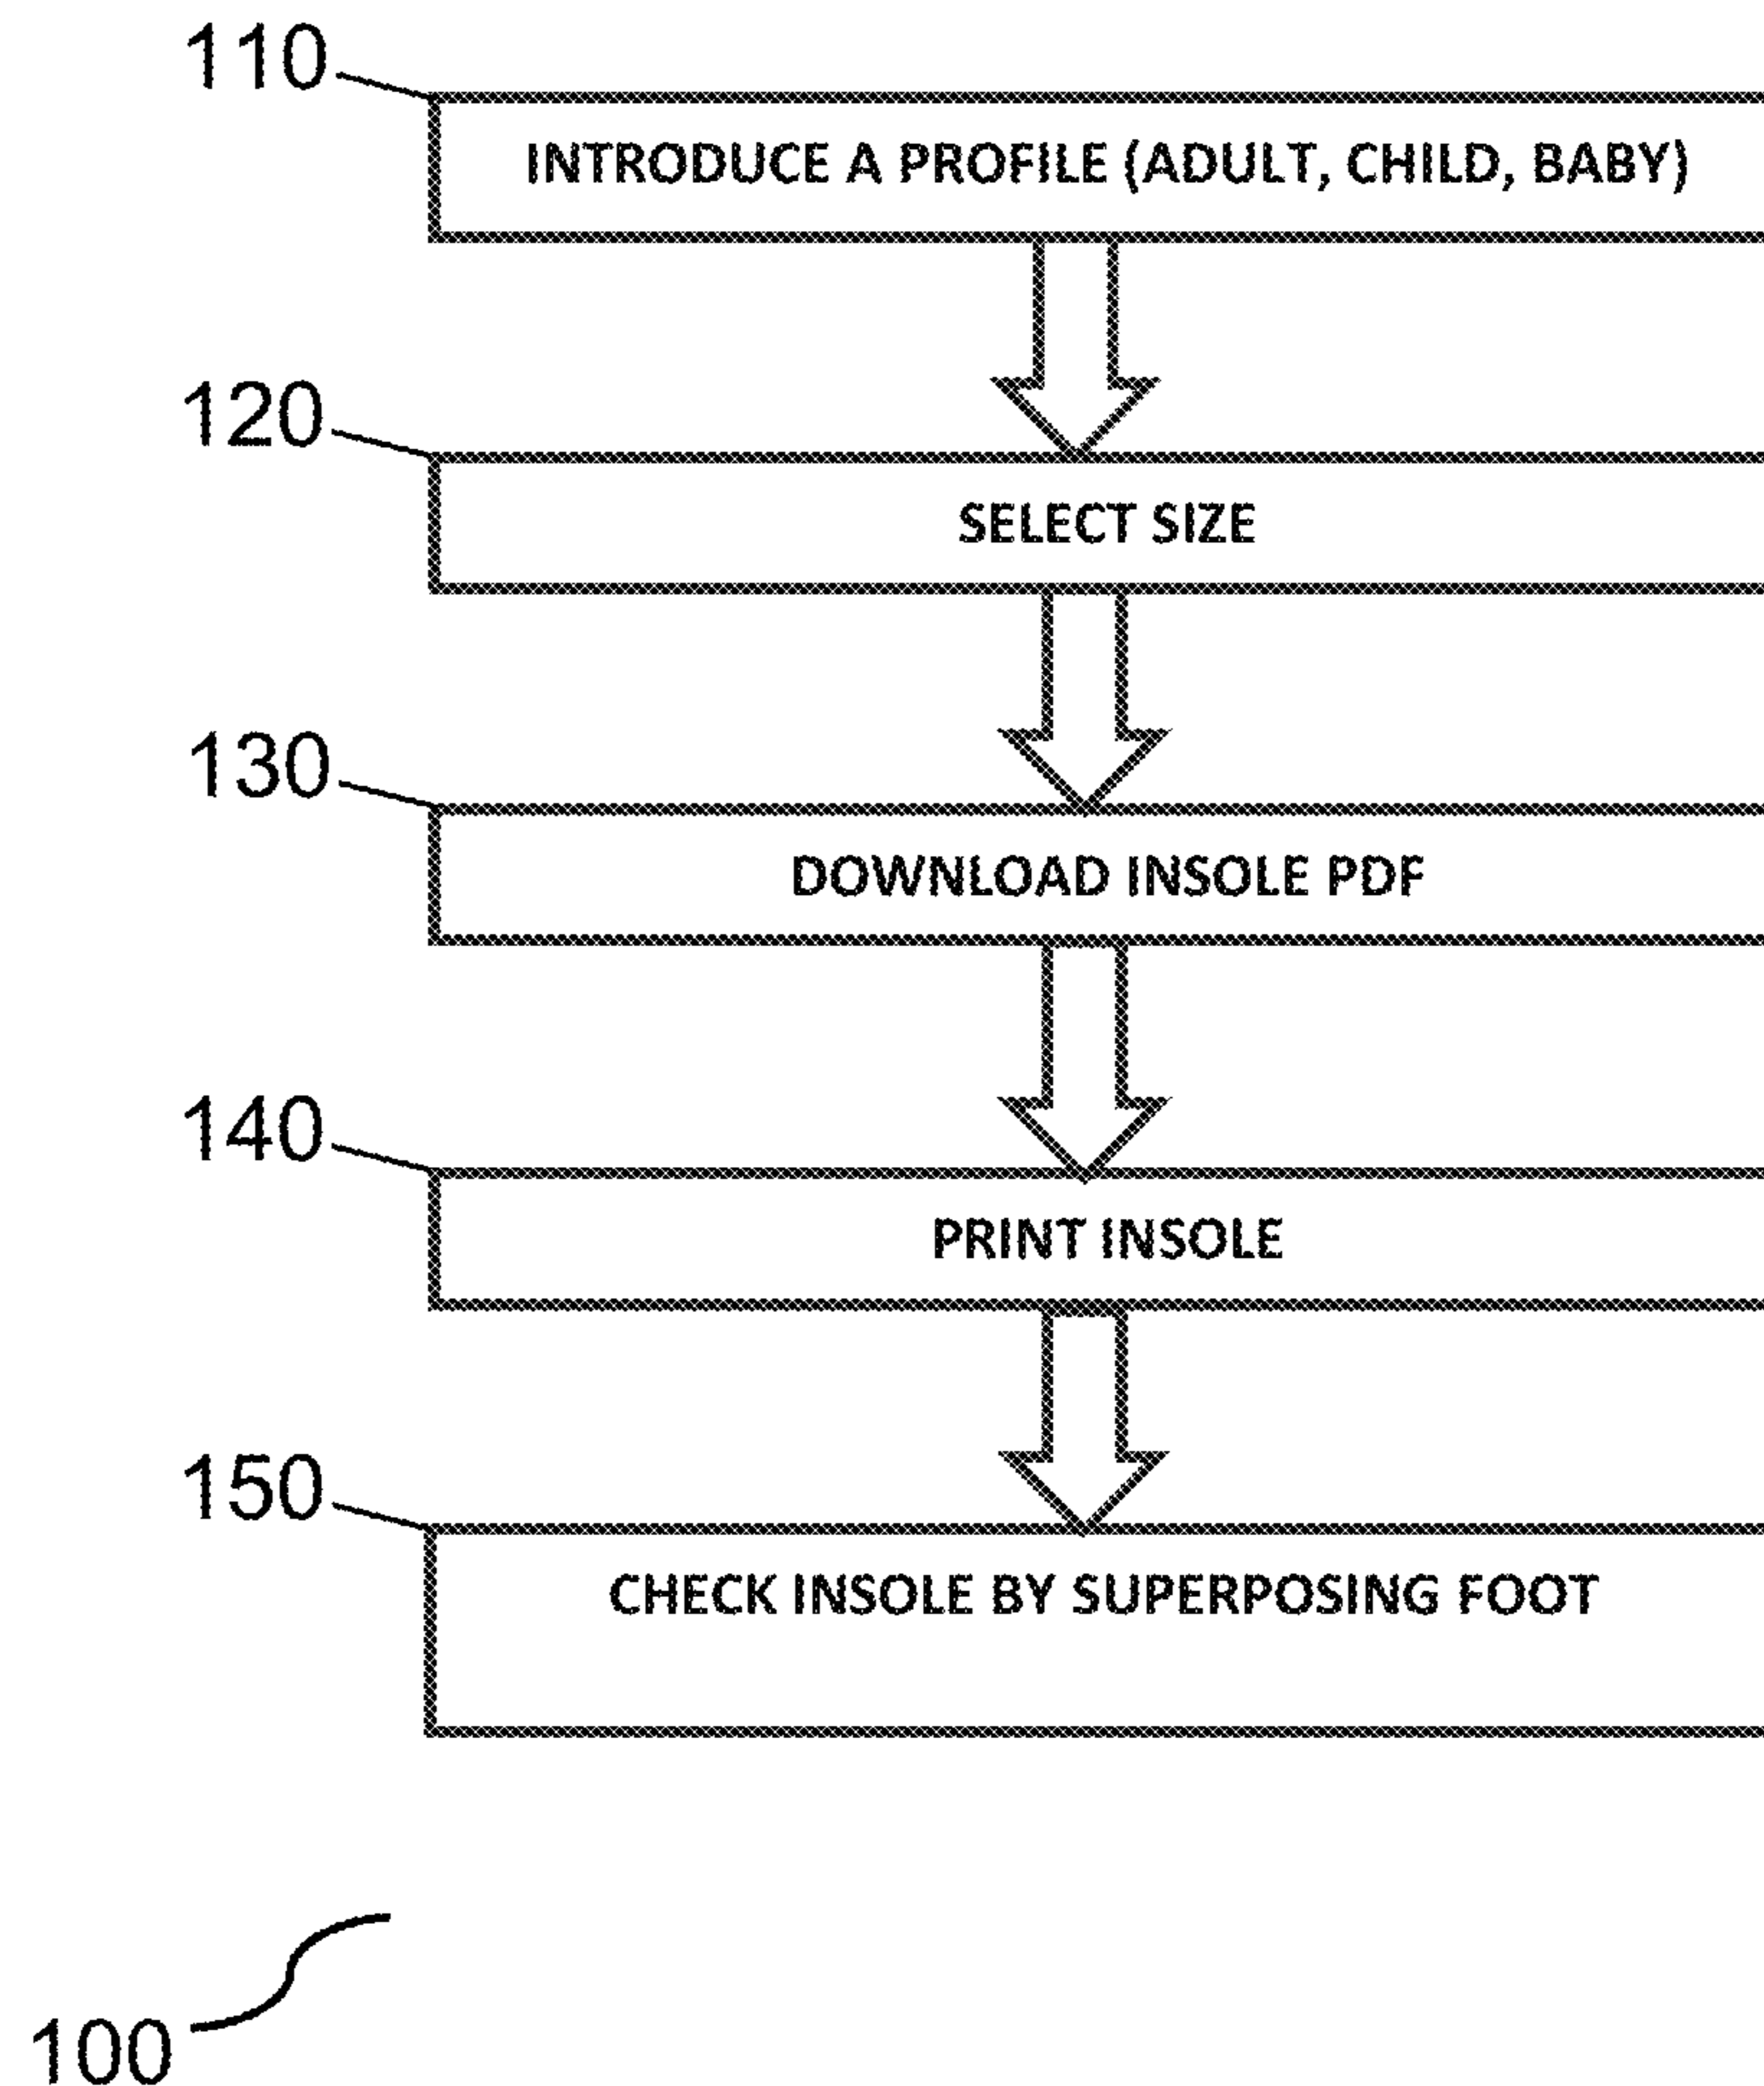 110
INTRODUCE A PROFILE (ADULT, CHILD, BABY)
120
SELECT SIZE
130
DOWNLOAD INSOLE PDF
140
PRINT INSOLE
150
CHECK INSOLE BY SUPERPOSING FOOT
100